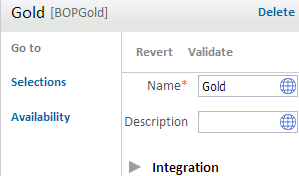 Gold [BOPGold] Delete
Go to
Revert Validate
Selections
Name* Gold
Availability
Description
Integration